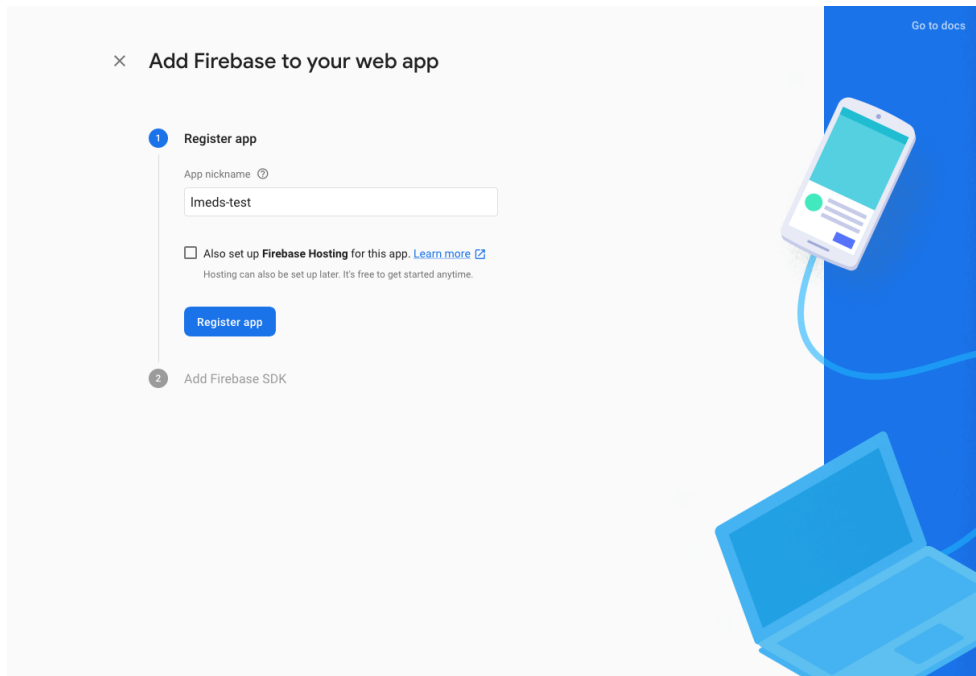 Go to docs
Add Firebase to your web app
1 Register app
App nickname
lmeds-test
Also set up Firebase Hosting for this app. Learn more
Hosting can also be set up later. It's free to get started anytime.
Register app
2 Add Firebase SDK